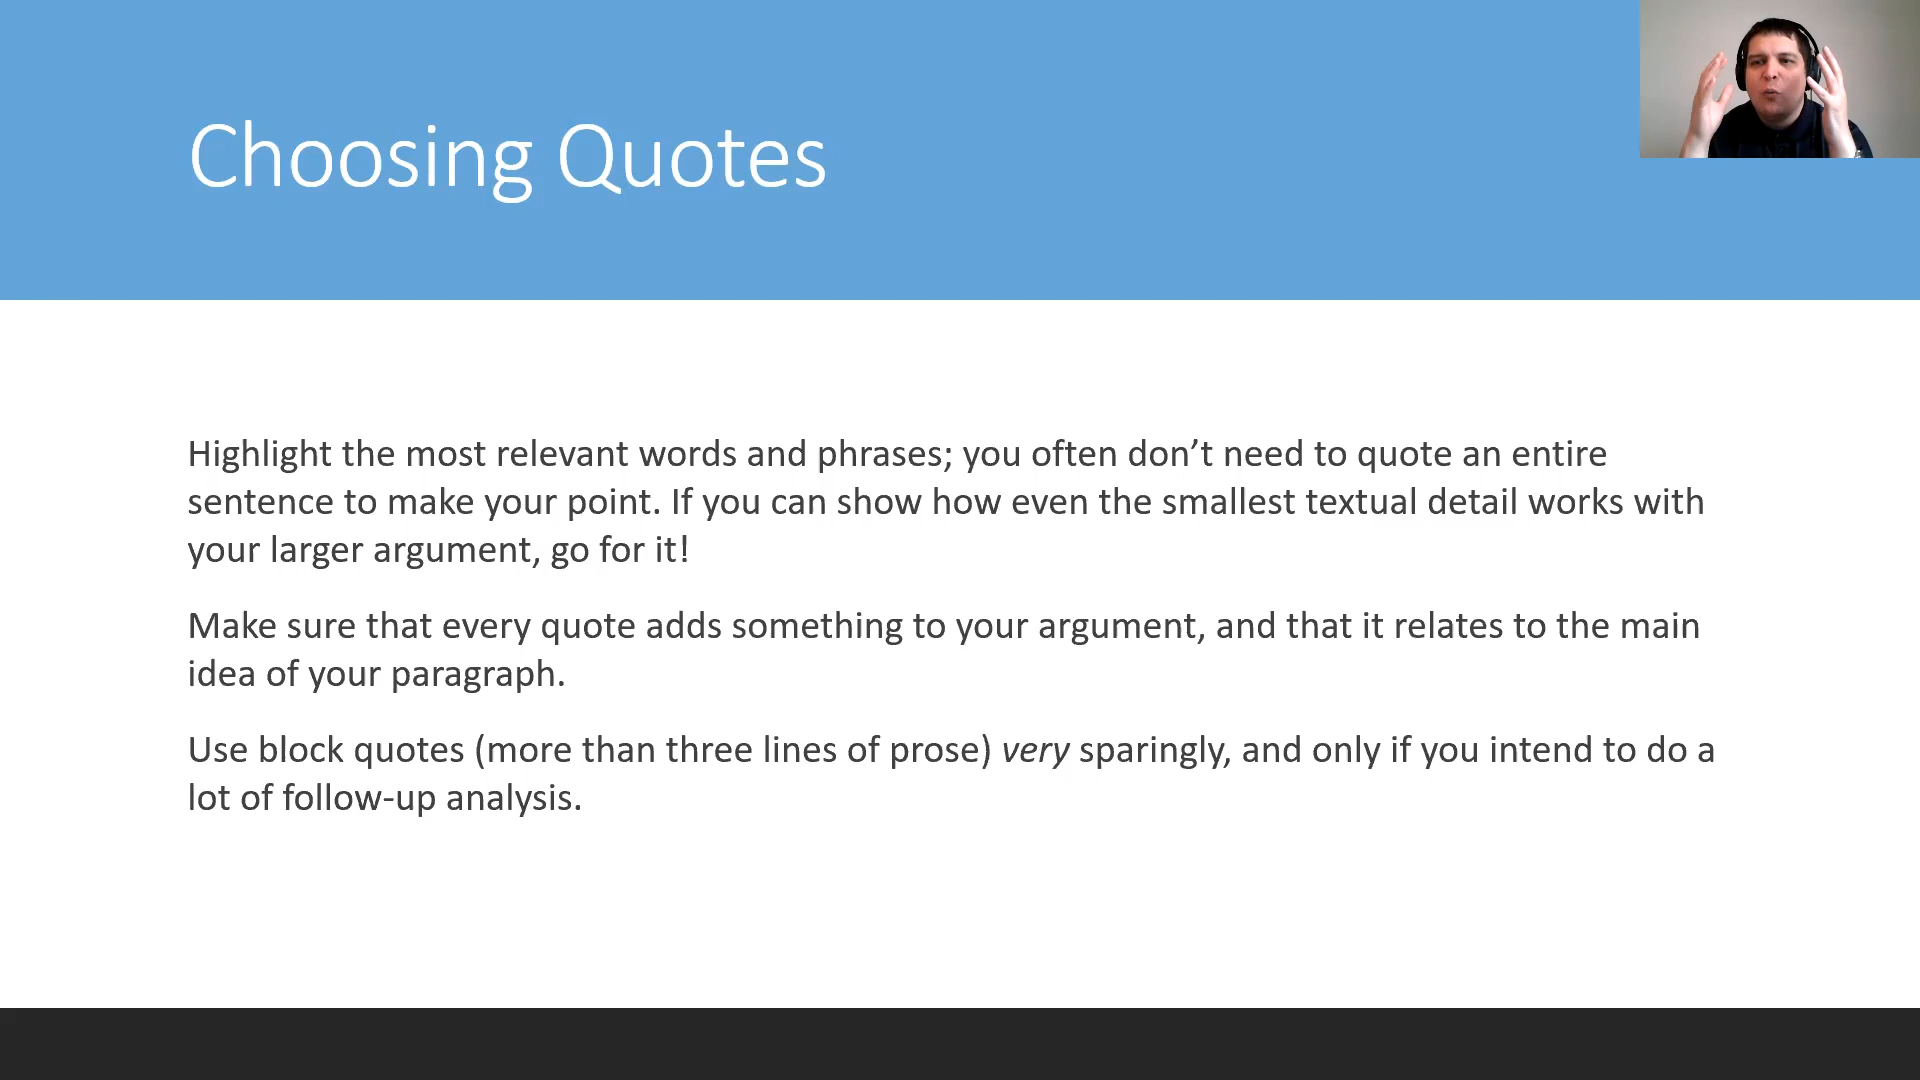 Choosing Quotes
Highlight the most relevant words and phrases; you often don’t need to quote an entire
sentence to make your point. If you can show how even the smallest textual detail works with
your larger argument, go for it!
Make sure that every quote adds something to your argument, and that it relates to the main
idea of your paragraph.
Use block quotes (more than three lines of prose) very sparingly, and only if you intend to do a
lot of follow-up analysis.